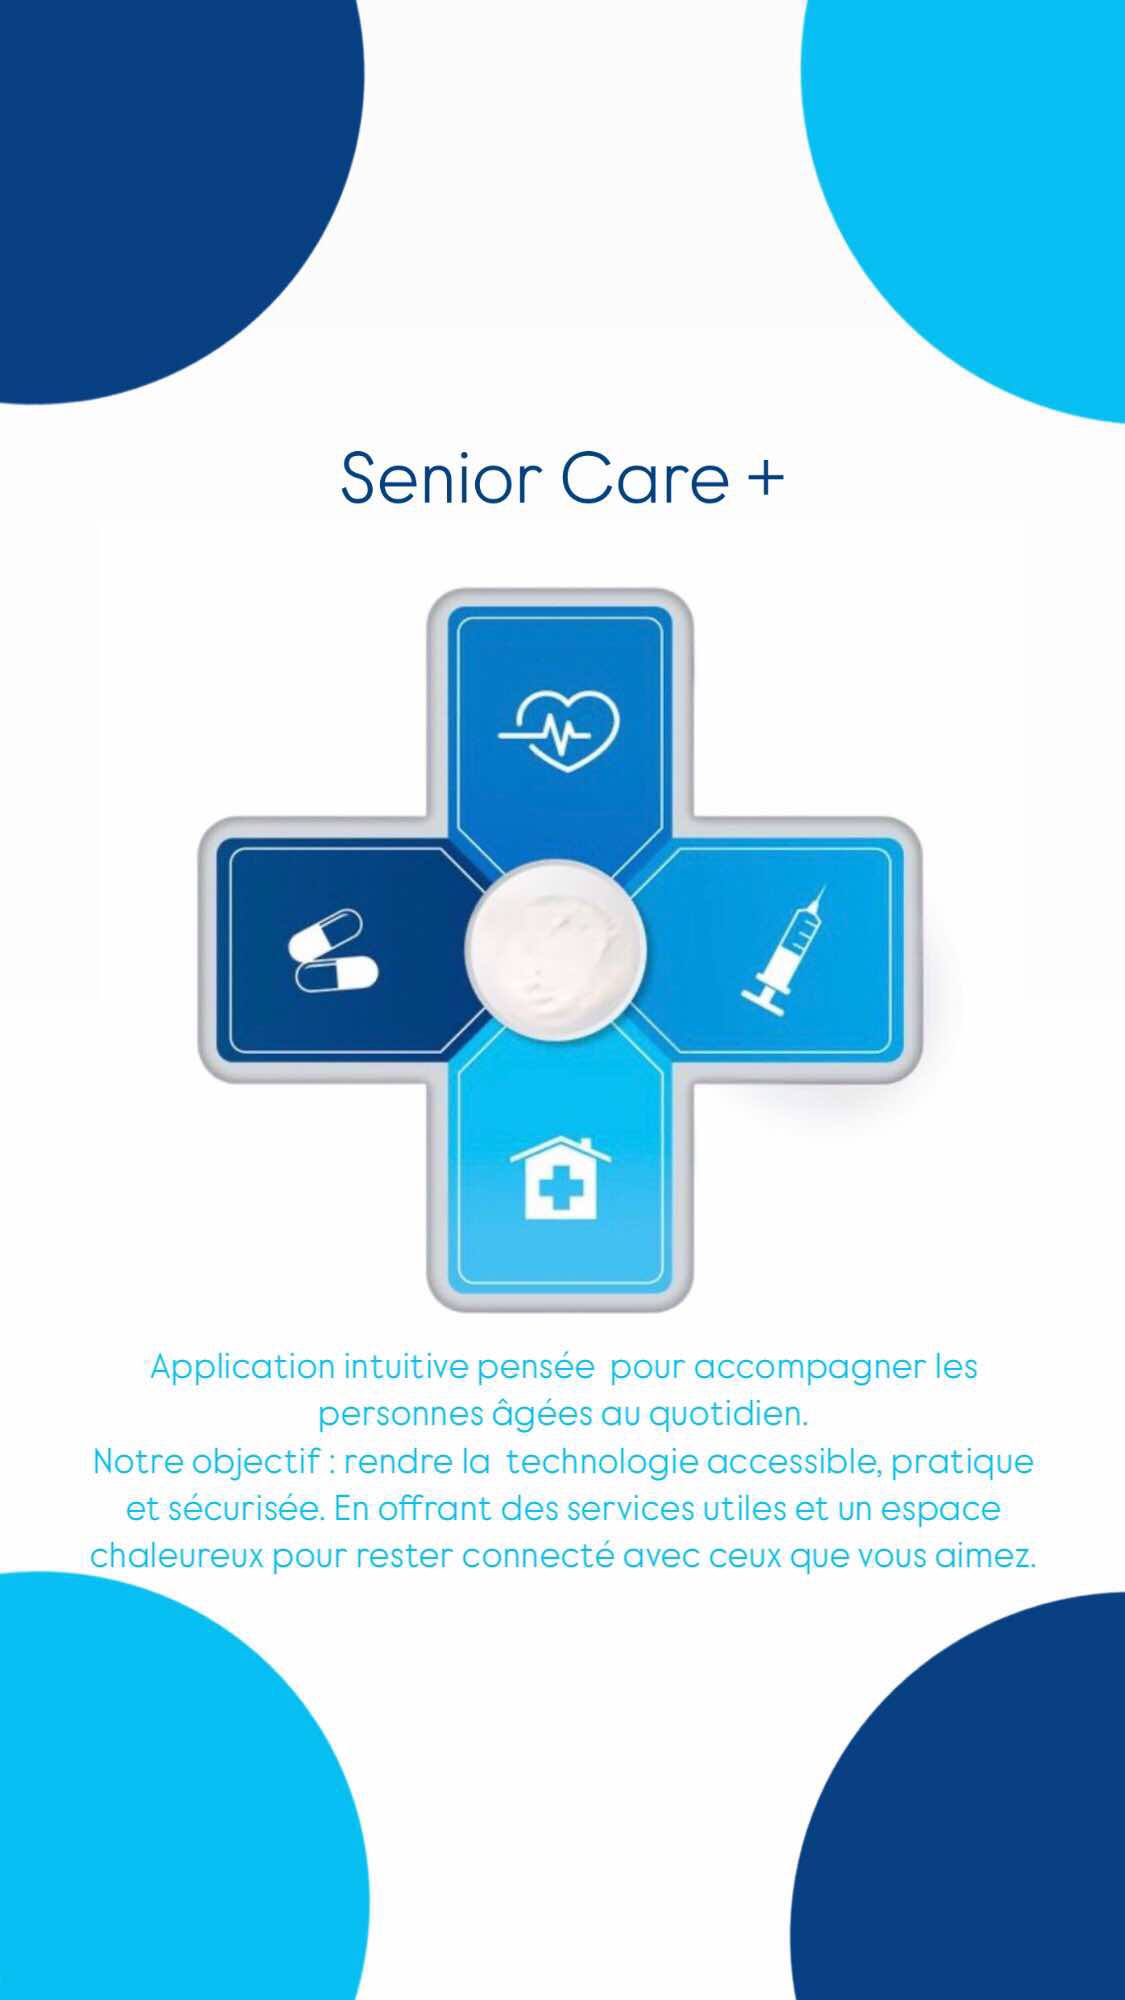 Senior Care +
Application intuitive pensée pour accompagner les
personnes âgées au quotidien.
Notre objectif : rendre la technologie accessible, pratique
et sécurisée. En offrant des services utiles et un espace
chaleureux pour rester connecté avec ceux que vous aimez.